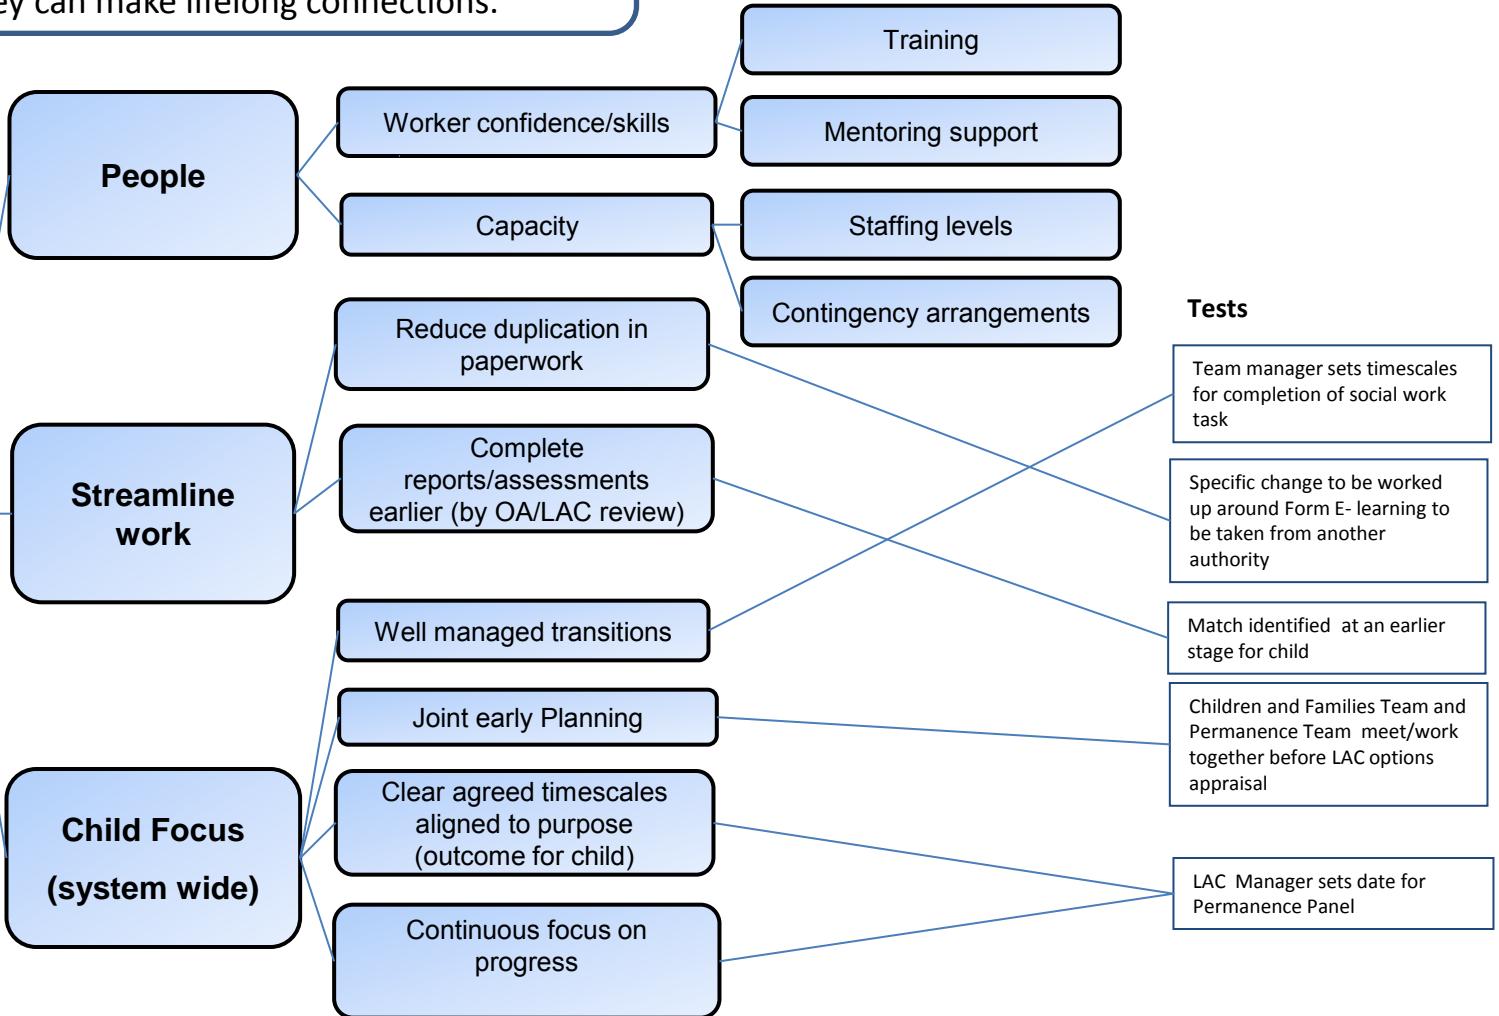 ey can make lifelong connections.
People
Worker confidence/skills
Capacity
Training
Mentoring support
Staffing levels
Contingency arrangements
Streamline
work
Reduce duplication in
paperwork
Complete
reports/assessments
earlier (by OA/LAC review)
Child Focus
(system wide)
Well managed transitions
Joint early Planning
Clear agreed timescales
aligned to purpose
(outcome for child)
Continuous focus on
progress
Tests
Team manager sets timescales
for completion of social work
task
Specific change to be worked
up around Form E- learning to
be taken from another
authority
Match identified  at an earlier
stage for child
Children and Families Team and
Permanence Team  meet/work
together before LAC options
appraisal
LAC  Manager sets date for
Permanence Panel